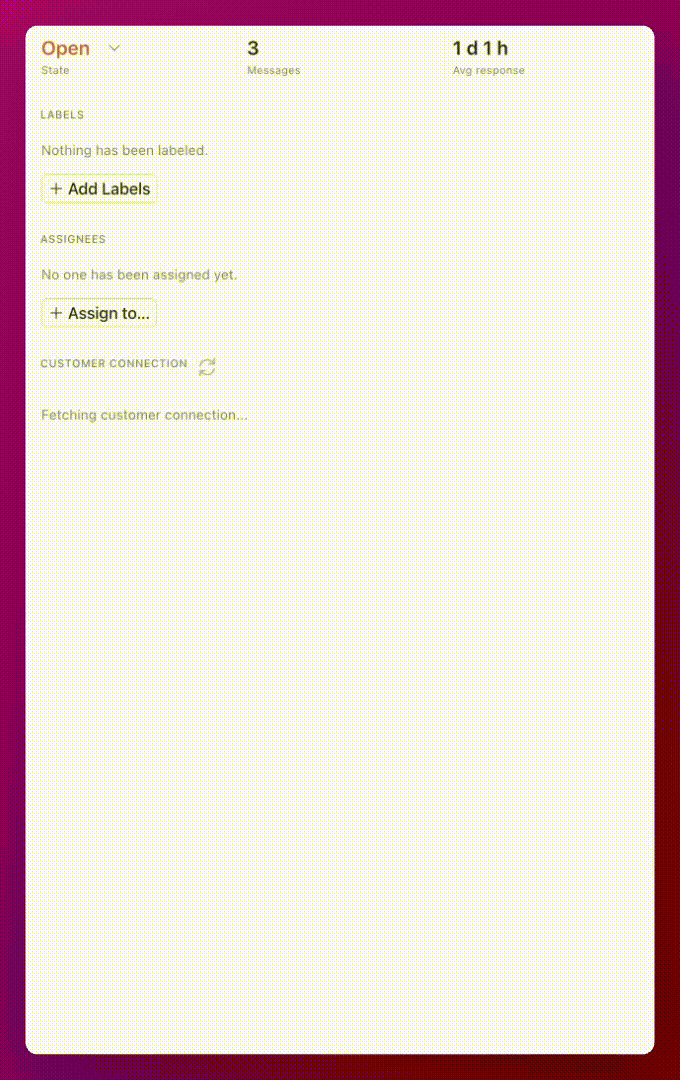 Open 3 1 d 1 h
State Messages Avg response
LABELS
Nothing has been labeled.
+ Add Labels
ASSIGNEES
No one has been assigned yet.
+ Assign to...
CUSTOMER CONNECTION
Fetching customer connection...